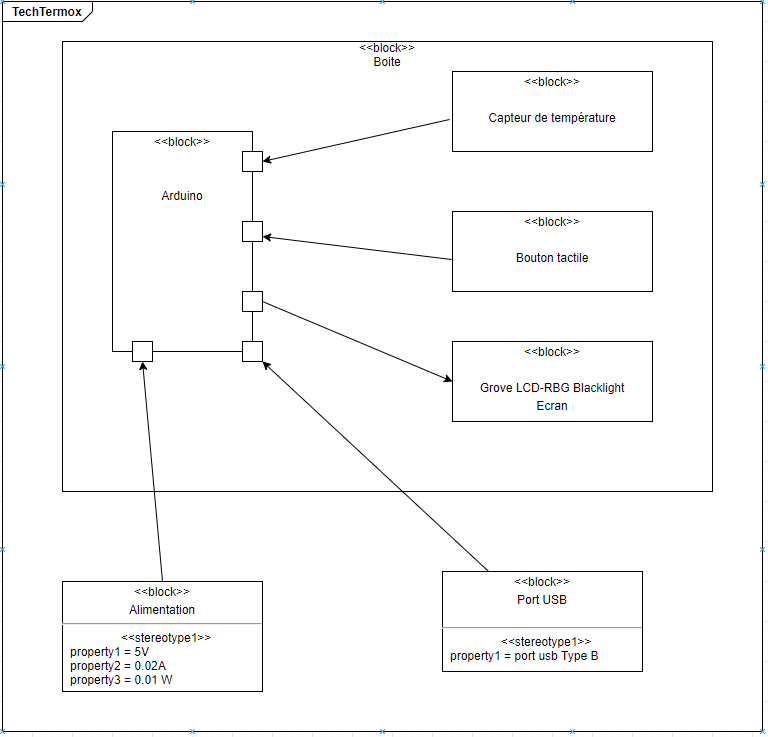 TechTermox
<<block>>
Boite
<<block>>
Capteur de température
<<block>>
Arduino
<<block>>
Bouton tactile
<<block>>
Grove LCD-RBG Blacklight
Ecran
<<block>>
Alimentation
<<stereotype1>>
property1 = 5V
property2 = 0.02A
property3 = 0.01 W
<<block>>
Port USB
<<stereotype1>>
property1 = port usb Type B